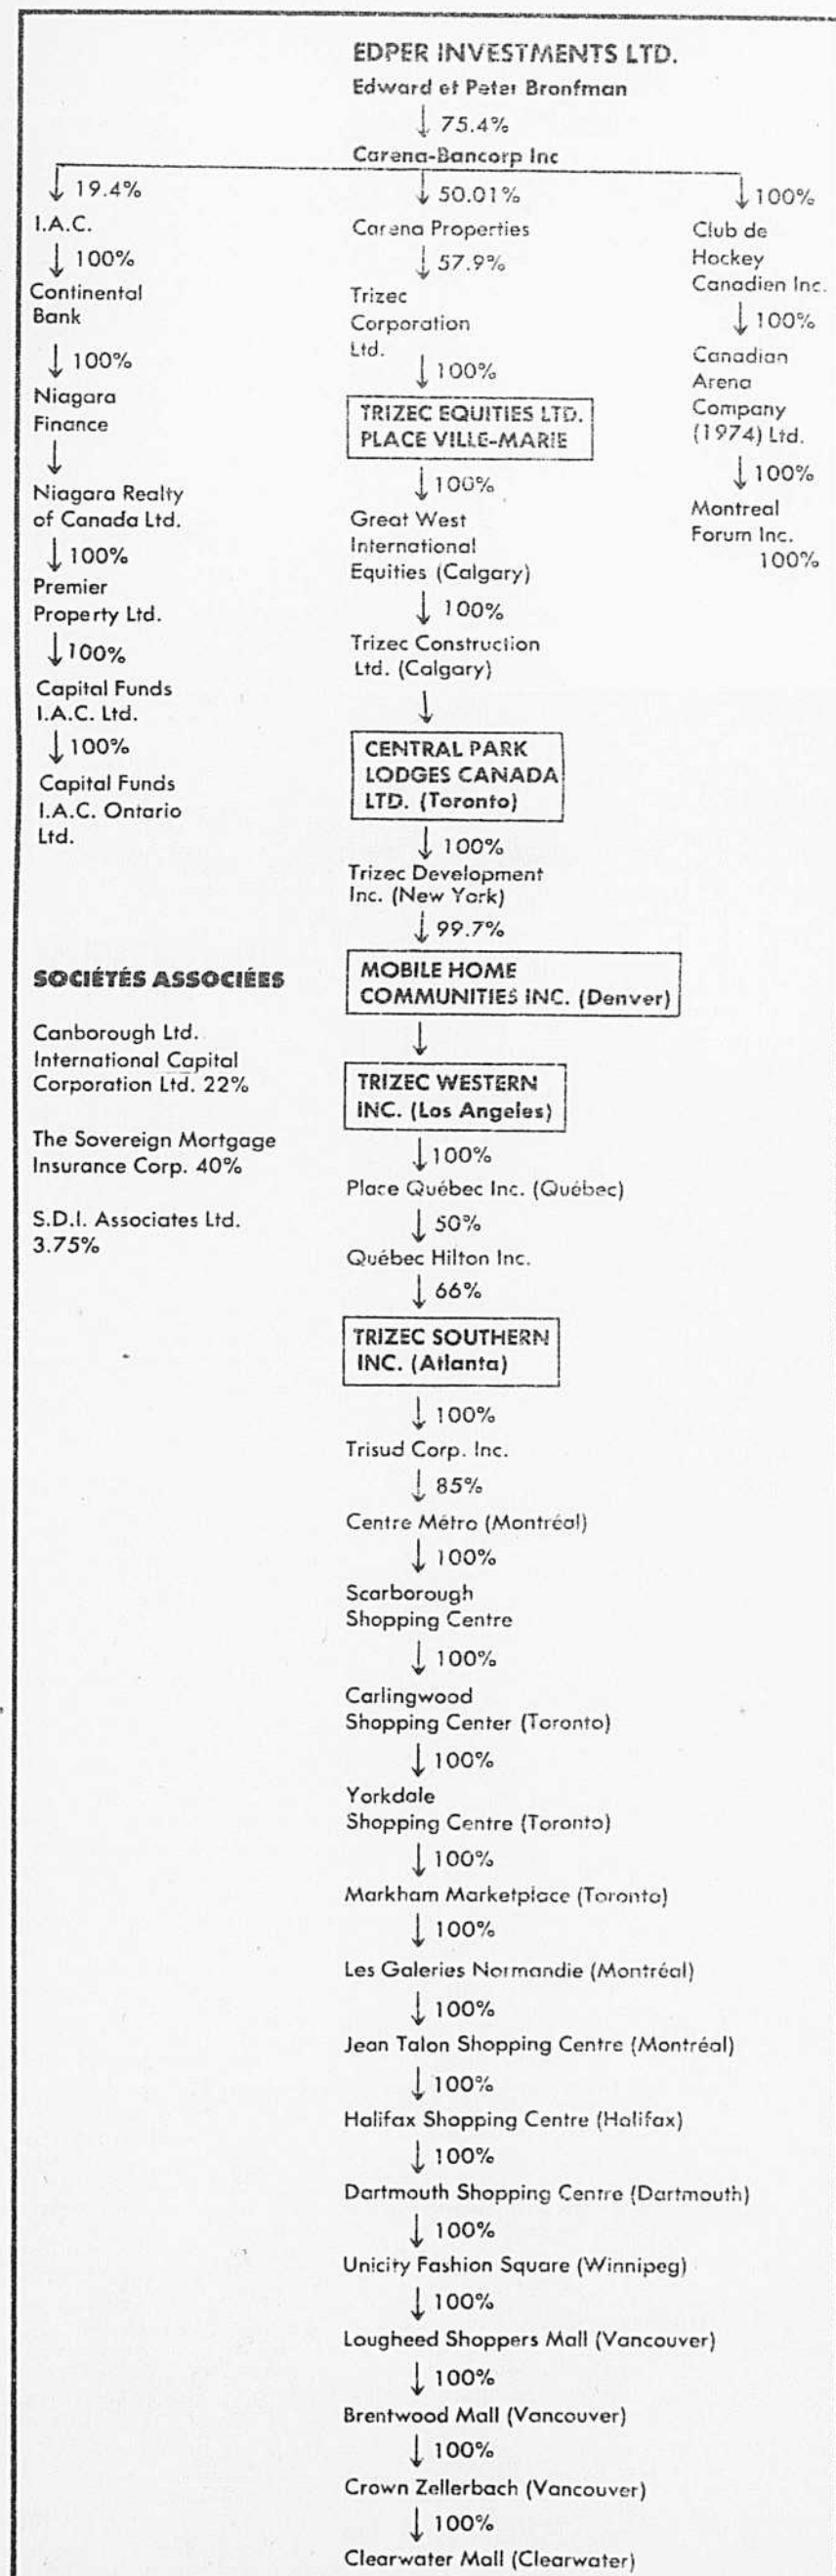 EDPER INVESTMENTS LTD.
Edward et Peter Bronfman
75.4%
Carena-Bancorp Inc
19.4%
I.A.C.
100%
Continental
Bank
100%
Niagara
Finance
Niagara Realty
of Canada Ltd.
100%
Premier
Property Ltd.
100%
Capital Funds
I.A.C. Ltd.
100%
Capital Funds
I.A.C. Ontario
Ltd.
SOCIÉTÉS ASSOCIÉES
Canborough Ltd.
International Capital
Corporation Ltd. 22%
The Sovereign Mortgage
Insurance Corp. 40%
S.D.I. Associates Ltd.
3.75%
50.01%
Carena Properties
57.9%
Trizec
Corporation
Ltd.
100%
TRIZEC EQUITIES LTD.
PLACE VILLE-MARIE
100%
Great West
International
Equities (Calgary)
100%
Trizec Construction
Ltd. (Calgary)
CENTRAL PARK
LODGES CANADA
LTD. (Toronto)
100%
Trizec Development
Inc. (New York)
99.7%
MOBILE HOME
COMMUNITIES INC. (Denver)
TRIZEC WESTERN
INC. (Los Angeles)
100%
Place Québec Inc. (Québec)
50%
Québec Hilton Inc.
66%
TRIZEC SOUTHERN
INC. (Atlanta)
100%
Trisud Corp. Inc.
85%
Centre Métro (Montréal)
100%
Scarborough
Shopping Centre
100%
Carlingwood
Shopping Center (Toronto)
100%
Yorkdale
Shopping Centre (Toronto)
100%
Markham Marketplace (Toronto)
100%
Les Galeries Normandie (Montréal)
100%
Jean Talon Shopping Centre (Montréal)
100%
Halifax Shopping Centre (Halifax)
100%
Dartmouth Shopping Centre (Dartmouth)
100%
Unicity Fashion Square (Winnipeg)
100%
Lougheed Shoppers Mall (Vancouver)
100%
Brentwood Mall (Vancouver)
100%
Crown Zellerbach (Vancouver)
100%
Clearwater Mall (Clearwater)
100%
Club de
Hockey
Canadien Inc.
100%
Canadian
Arena
Company
(1974) Ltd.
100%
Montreal
Forum Inc.
100%